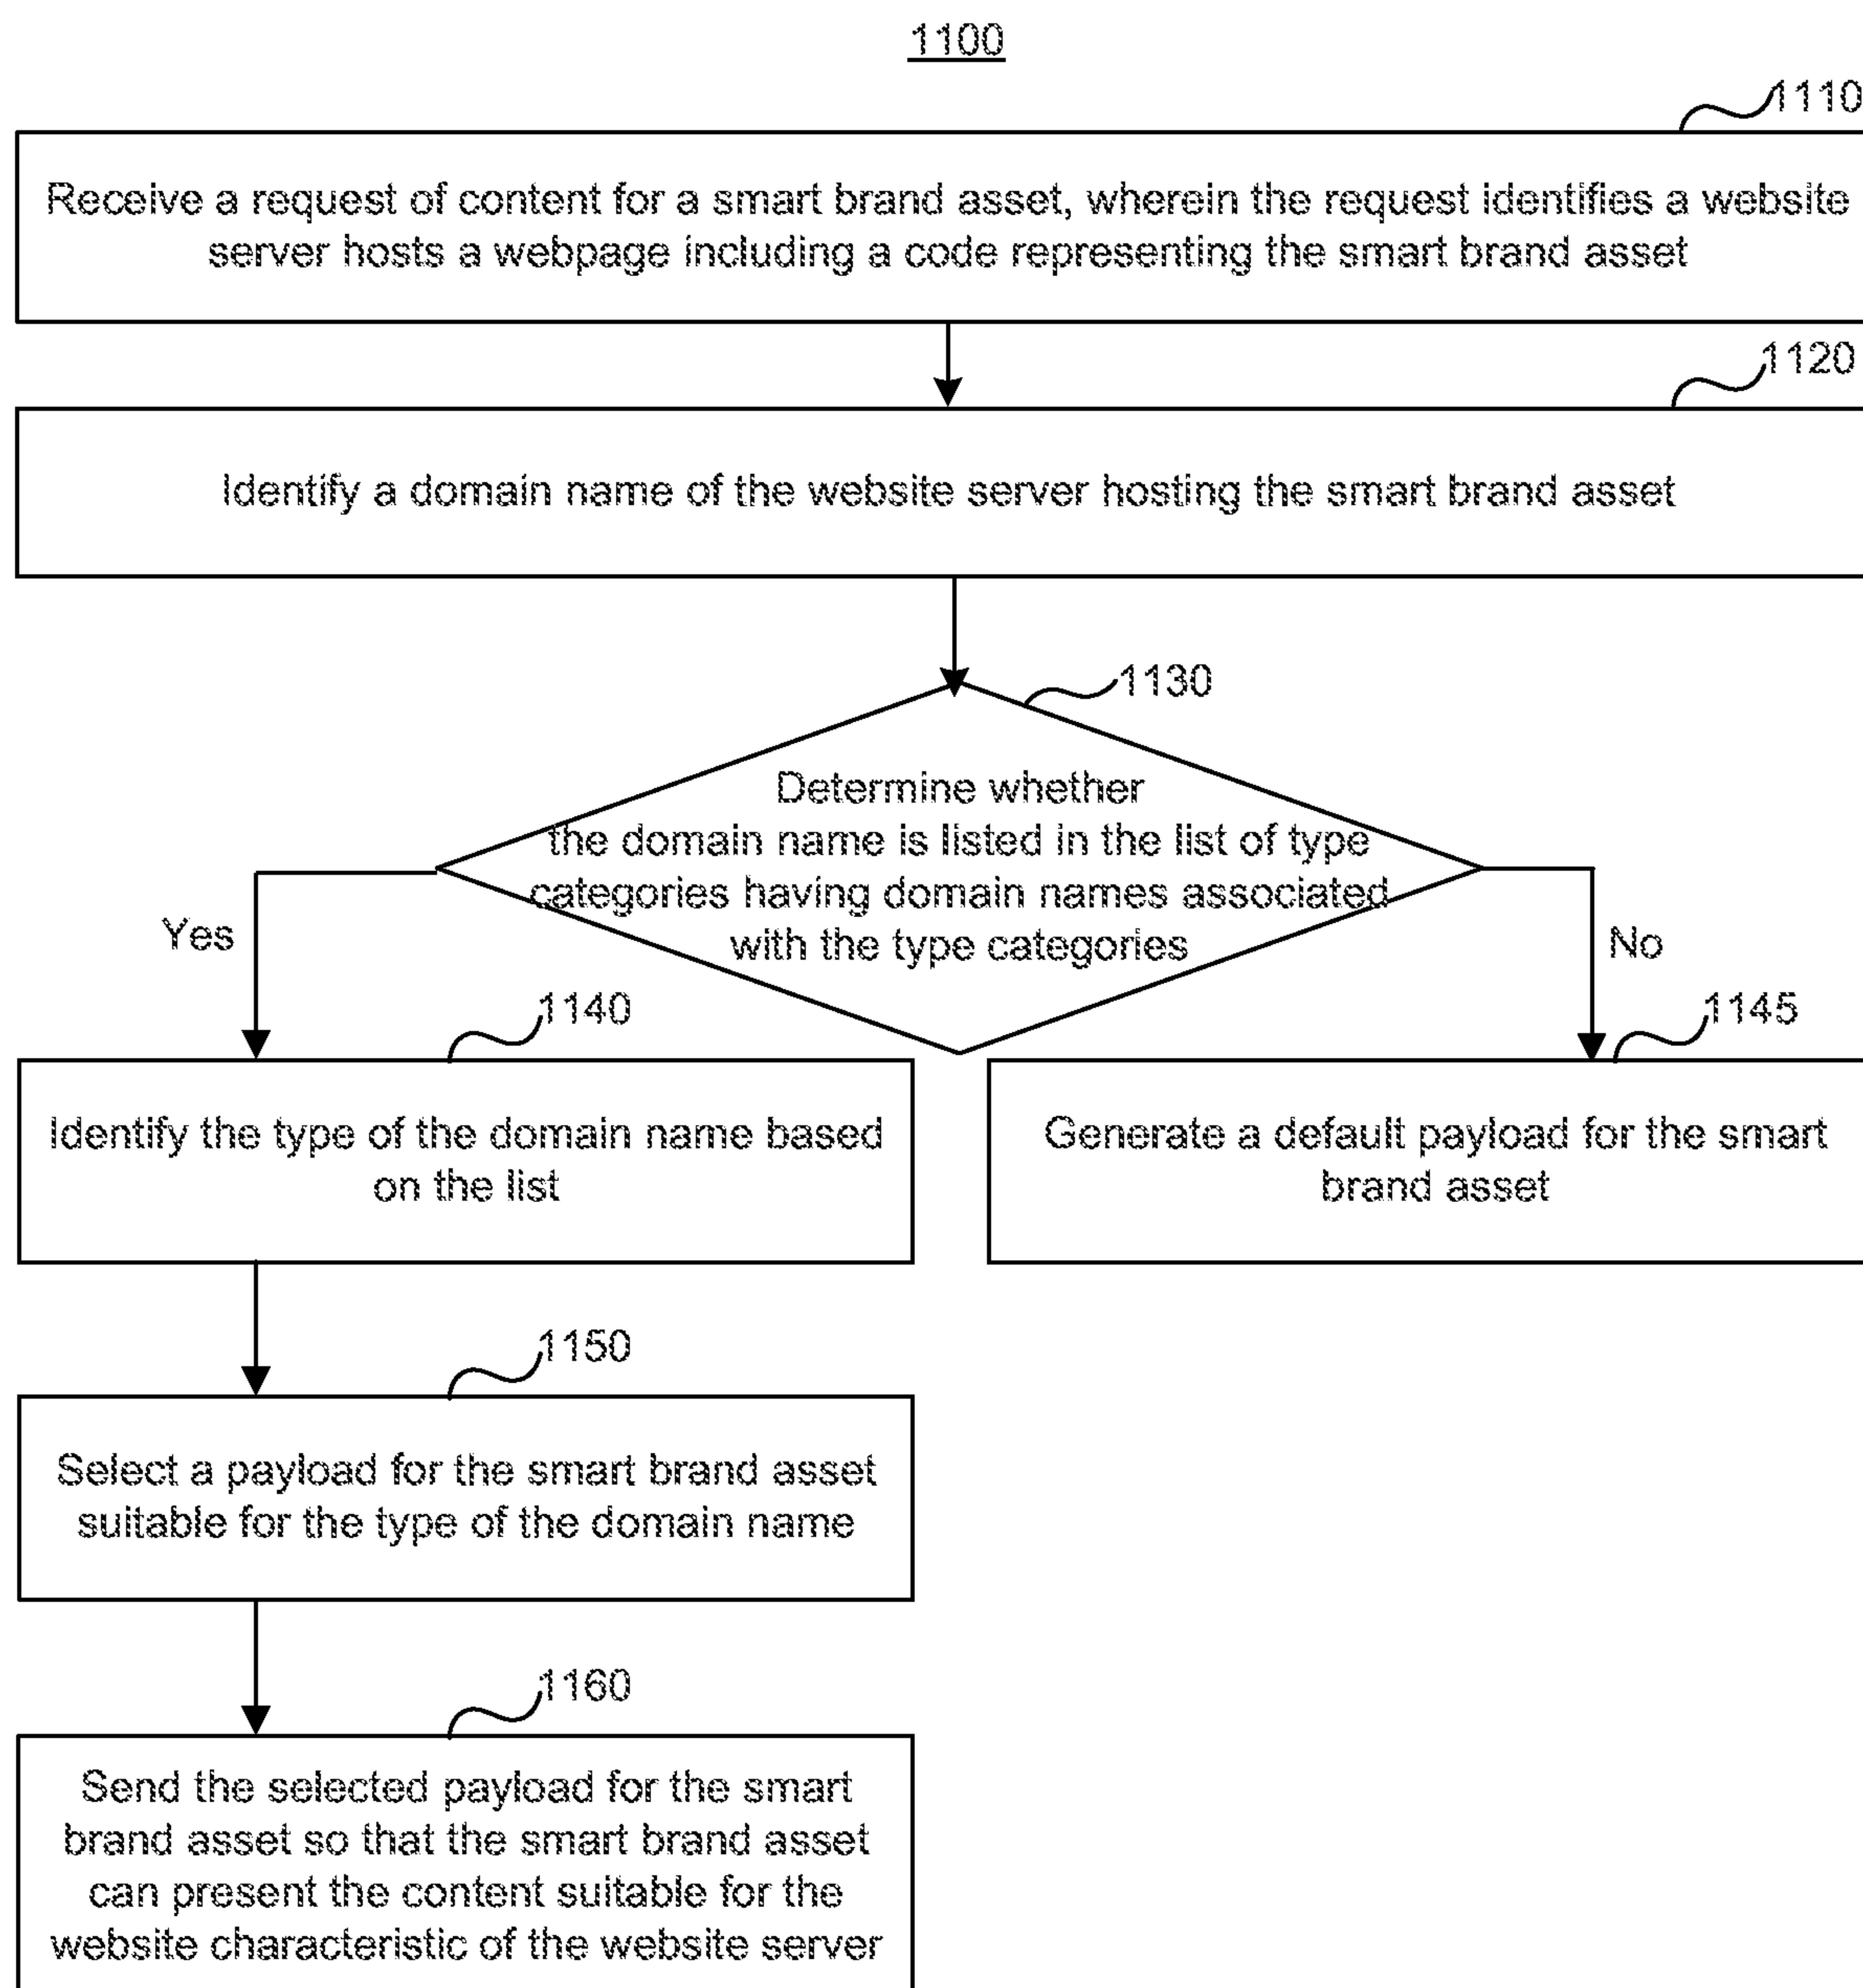 1100
1110
Receive a request of content for a smart brand asset, wherein the request identifies a website
server hosts a webpage including a code representing the smart brand asset
1120
Identify a domain name of the website server hosting the smart brand asset
1130
Determine whether
the domain name is listed in the list of type
categories having domain names associated
with the type categories
Yes
No
1140
1145
Identify the type of the domain name based
on the list
Generate a default payload for the smart
brand asset
1150
Select a payload for the smart brand asset
suitable for the type of the domain name
1160
Send the selected payload for the smart
brand asset so that the smart brand asset
can present the content suitable for the
website characteristic of the website server